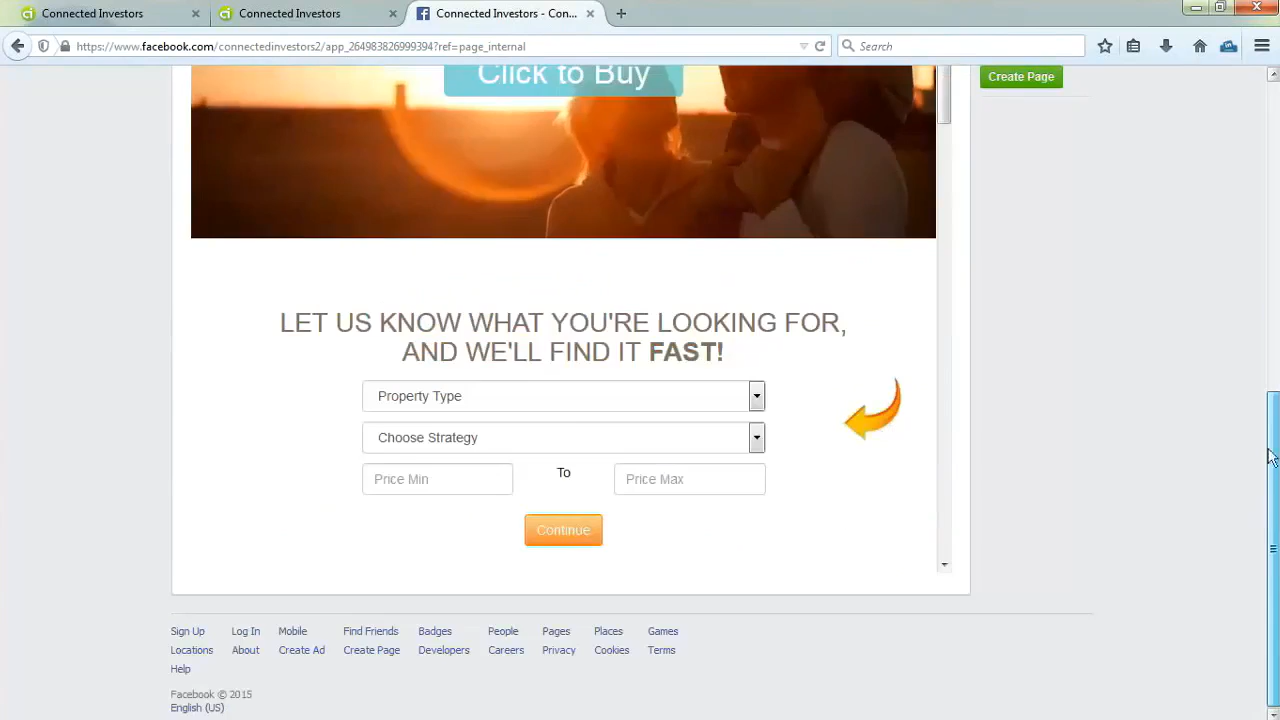 Connected Investors
Connected Investors
Connected Investors - Con...
https://www.facebook.com/connectedinvestors2/app_264983826999394?ref=page_internal
Search
Click to Buy
Create Page
LET US KNOW WHAT YOU'RE LOOKING FOR,
AND WE'LL FIND IT FAST!
Property Type
Choose Strategy
Price Min To Price Max
Continue
Sign Up Log In Mobile Find Friends Badges People Pages Places Games
Locations About Create Ad Create Page Developers Careers Privacy Cookies Terms
Help
Facebook © 2015
English (US)